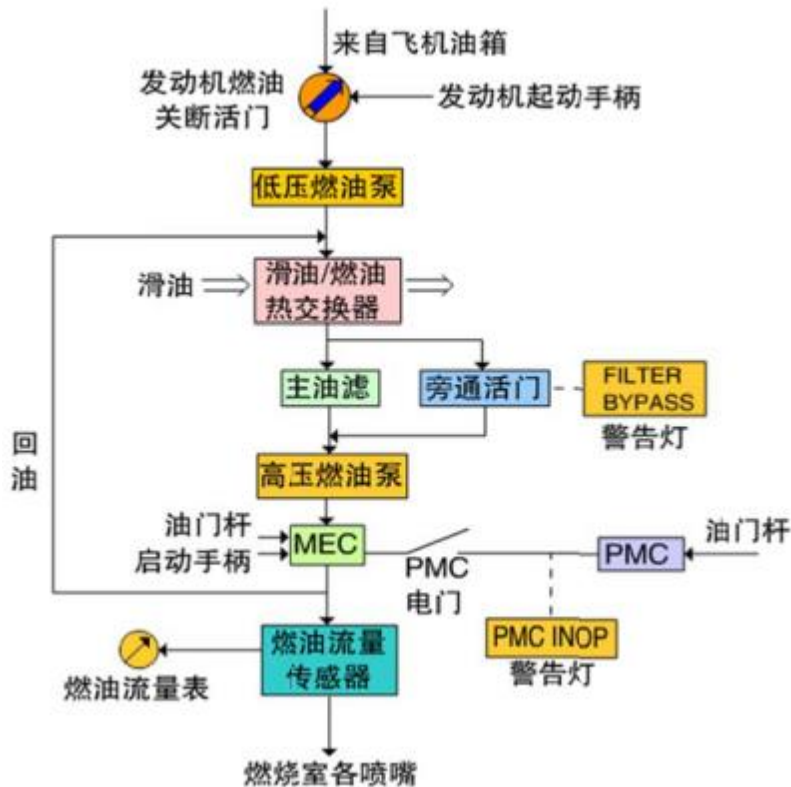 来自飞机油箱
发动机燃油
关断活门
发动机起动手柄
低压燃油泵
滑油
滑油/燃油
热交换器
主油滤
旁通活门
FILTER
BYPASS
警告灯
回
油
高玉燃油泵
油门杆
启动手柄
MEC
PMC
电门
PMC
油门杆
PMC INOP
警告灯
燃油流量
传感器
燃油流量表
燃烧室各喷嘴